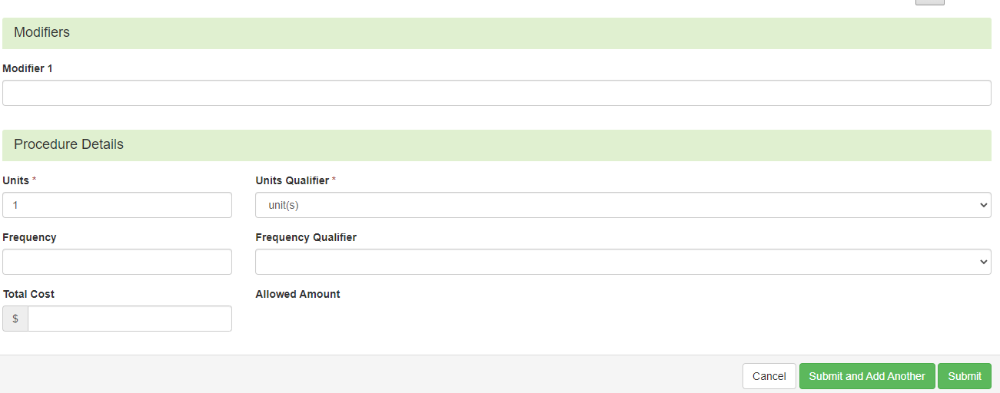 Modifiers
Modifier 1
Procedure Details
Units * Units Qualifier *
1 unit(s)
Frequency Frequency Qualifier
Total Cost Allowed Amount
$
Cancel Submit and Add Another Submit